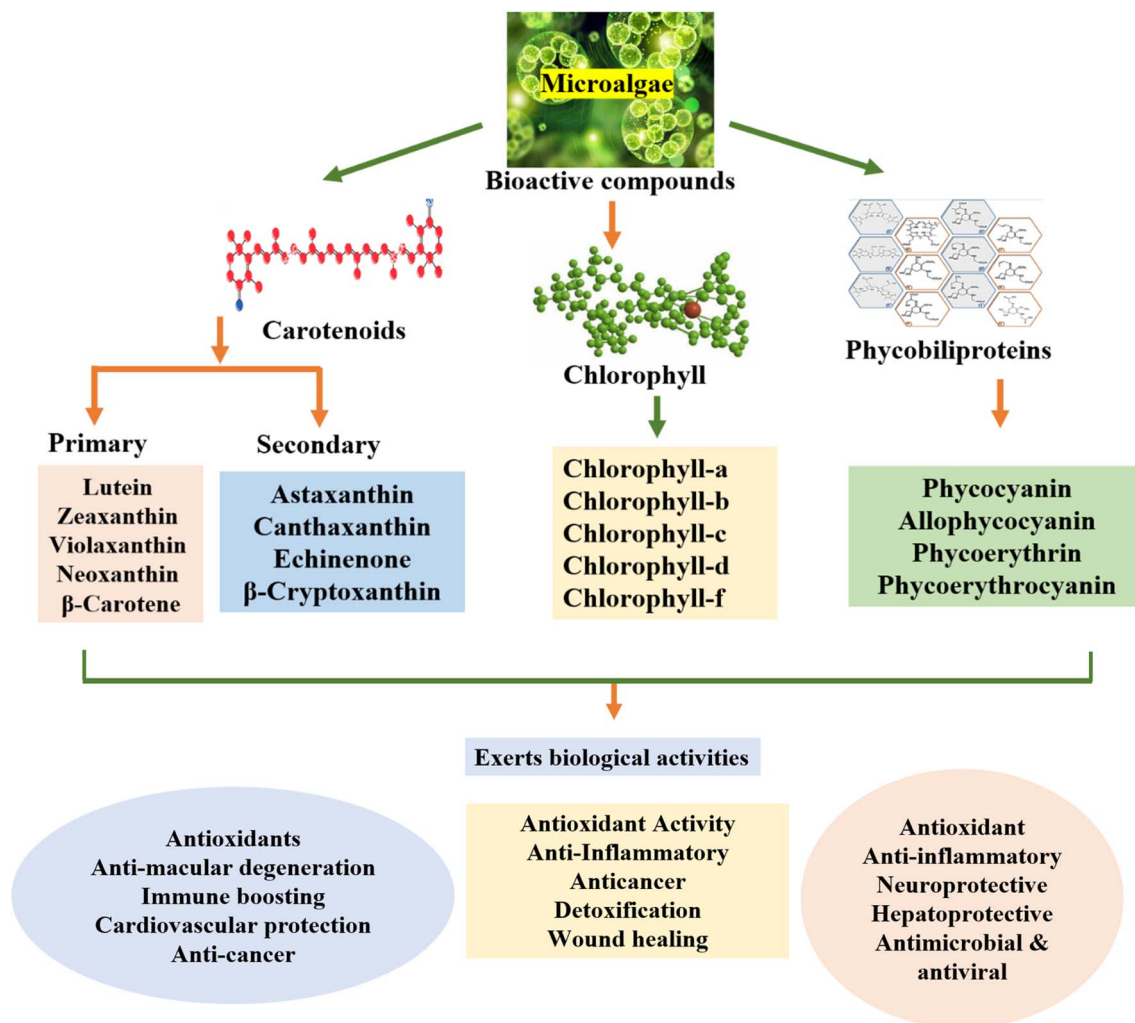 Microalgae
Bioactive compounds
Carotenoids
Chlorophyll
Phycobiliproteins
Primary
Secondary
Lutein
Zeaxanthin
Violaxanthin
Neoxanthin
β-Carotene
Astaxanthin
Canthaxanthin
Echinenone
β-Cryptoxanthin
Chlorophyll-a
Chlorophyll-b
Chlorophyll-c
Chlorophyll-d
Chlorophyll-f
Phycocyanin
Allophycocyanin
Phycoerythrin
Phycoerythrocyanin
Exerts biological activities
Antioxidants
Anti-macular degeneration
Immune boosting
Cardiovascular protection
Anti-cancer
Antioxidant Activity
Anti-Inflammatory
Anticancer
Detoxification
Wound healing
Antioxidant
Anti-inflammatory
Neuroprotective
Hepatoprotective
Antimicrobial &
antiviral